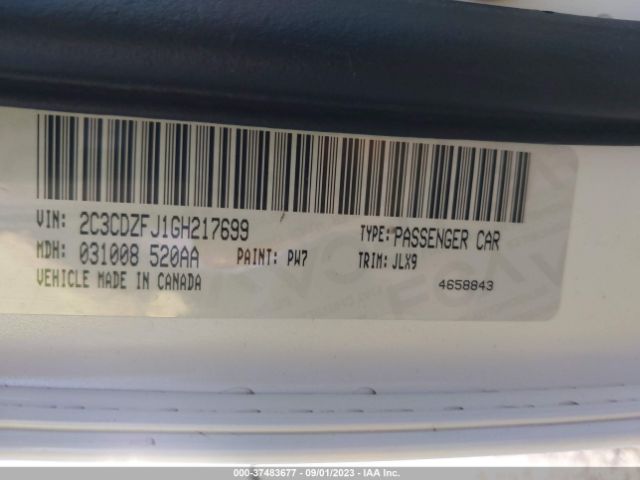 VIN: 2C3CDZFJ1GH217699 TYPE: PASSENGER CAR
MDH: 031008 520AA PAINT: PW7 TRIM: JLX9
VEHICLE MADE IN CANADA 4658843
000-37483677 - 09/01/2023 - IAA Inc.